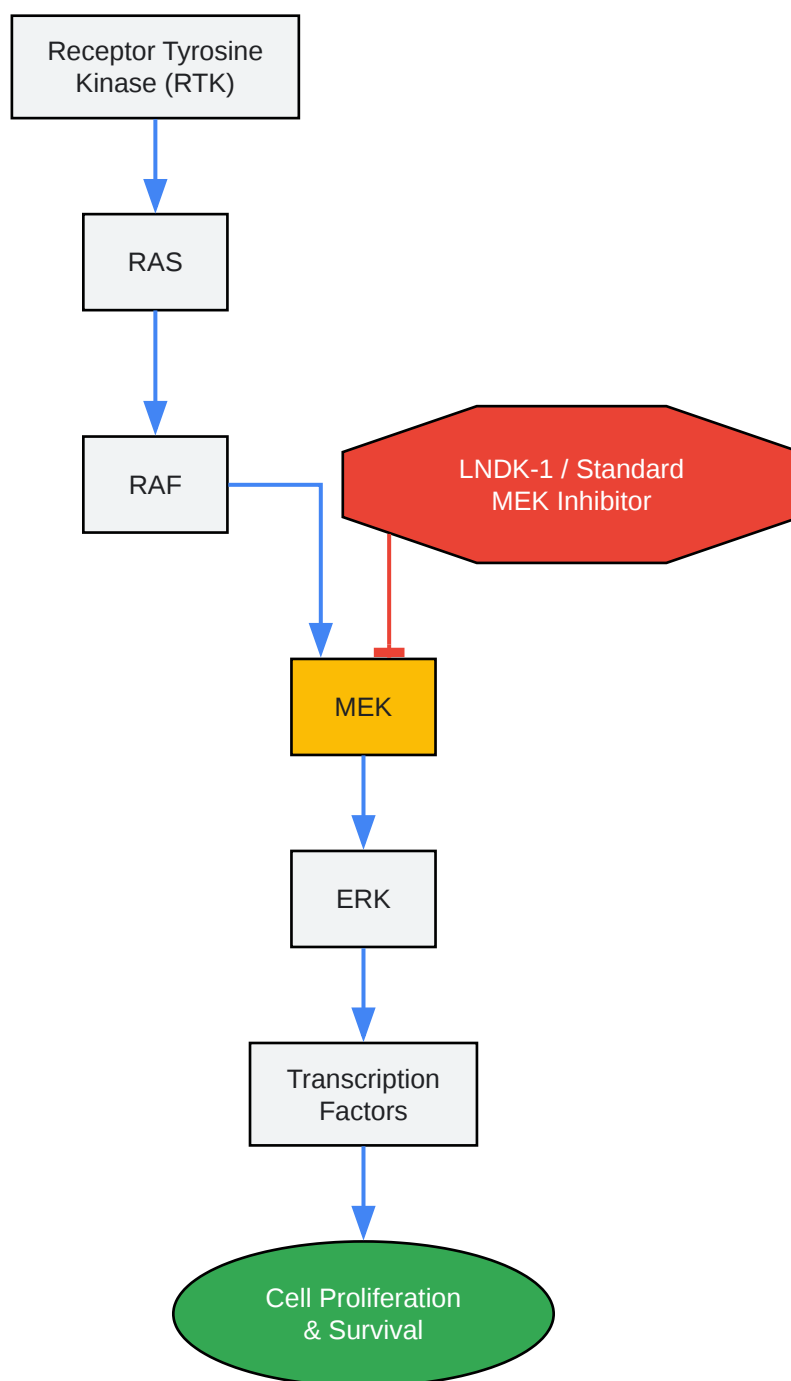 Receptor Tyrosine
Kinase (RTK)
RAS
RAF
LNDK-1 / Standard
MEK Inhibitor
MEK
ERK
Transcription
Factors
Cell Proliferation
& Survival